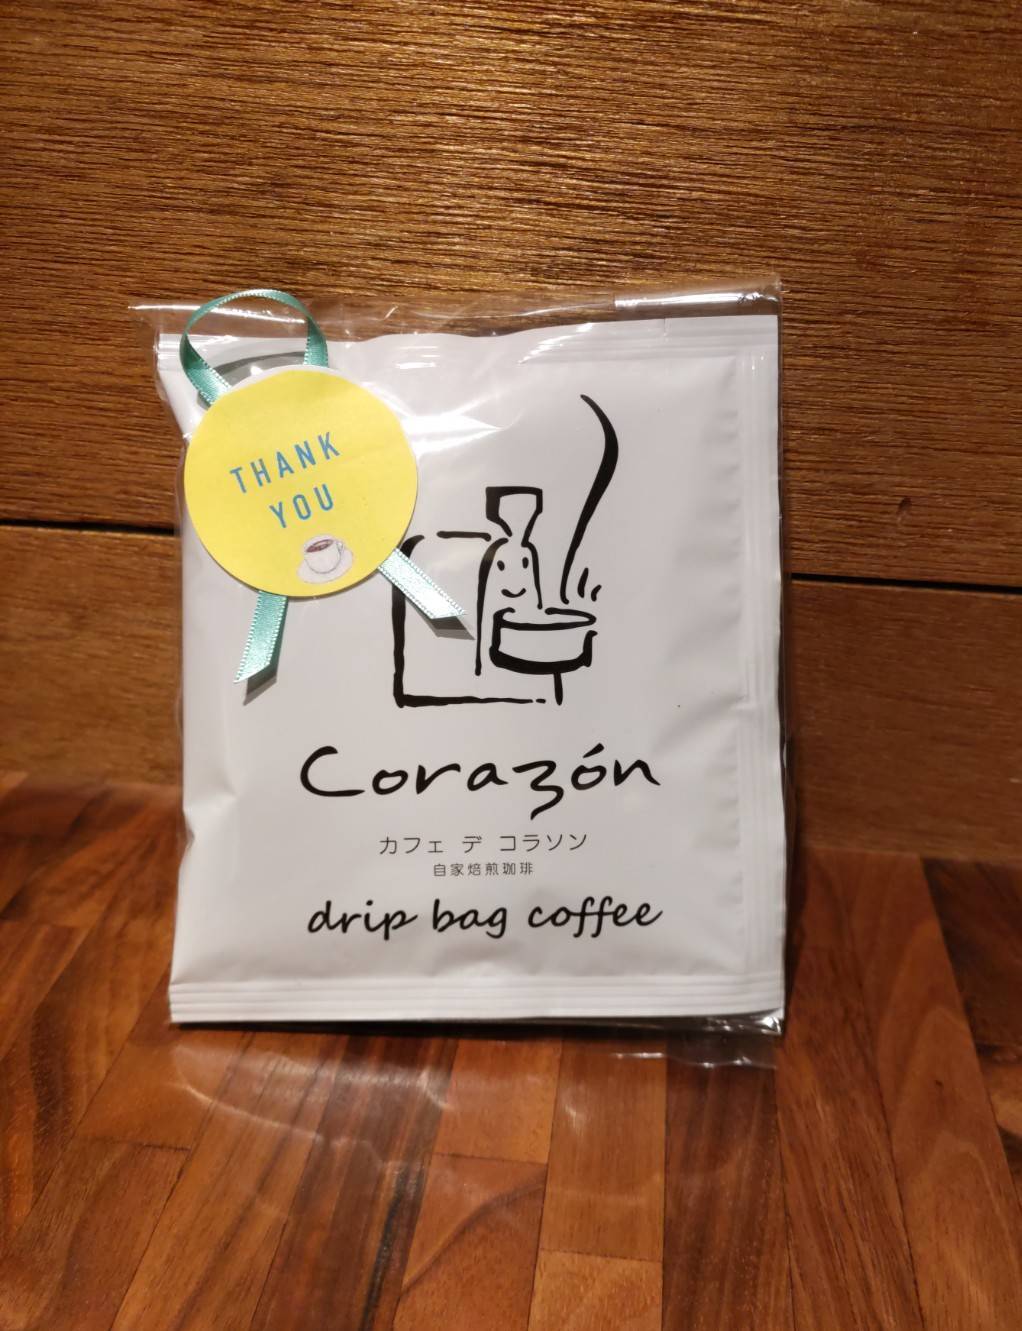 THANK
YOU
Corazón
カフェ デ コラソン
自家焙煎珈琲
drip bag coffee